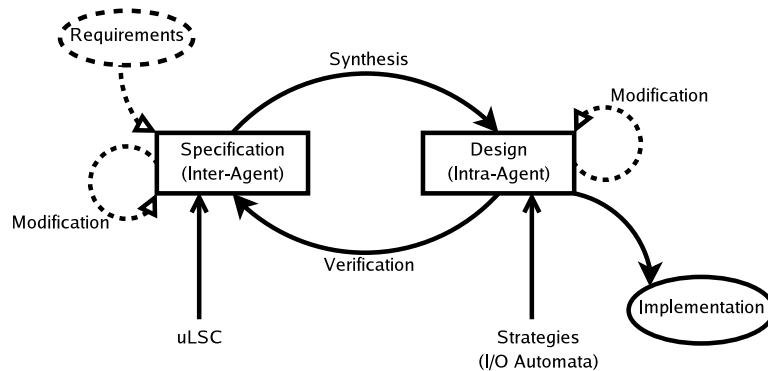 Requirements
Synthesis
Modification
Specification
(Inter-Agent)
Design
(Intra-Agent)
Modification
Verification
Implementation
uLSC
Strategies
(I/O Automata)